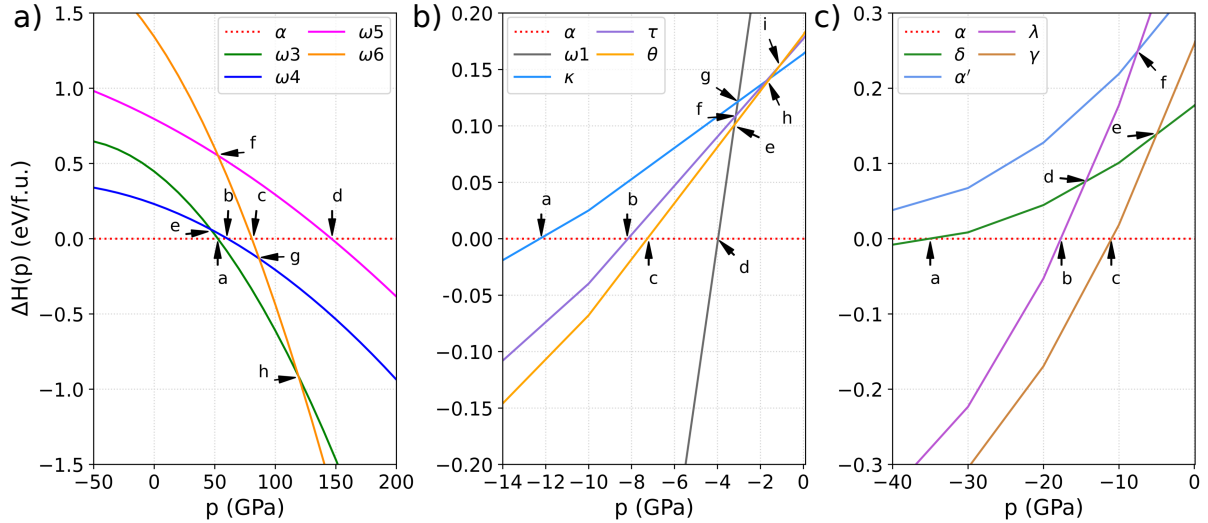 a)
α
ω3
ω4
ω5
ω6
1.5
1.0
0.5
0.0
−0.5
−1.0
−1.5
ΔH(p) (eV/f.u.)
f
b
c
d
e
a
g
h
−50
0
50
100
150
200
p (GPa)
b)
α
ω1
κ
τ
θ
0.20
0.15
0.10
0.05
0.00
-0.05
−0.10
−0.15
−0.20
i
g
f
h
e
a
b
c
d
−14
−12
−10
−8
−6
−4
−2
0
p (GPa)
c)
α
δ
α′
λ
γ
0.3
0.2
0.1
0.0
−0.1
−0.2
−0.3
f
e
d
a
b
c
−40
−30
−20
−10
0
p (GPa)